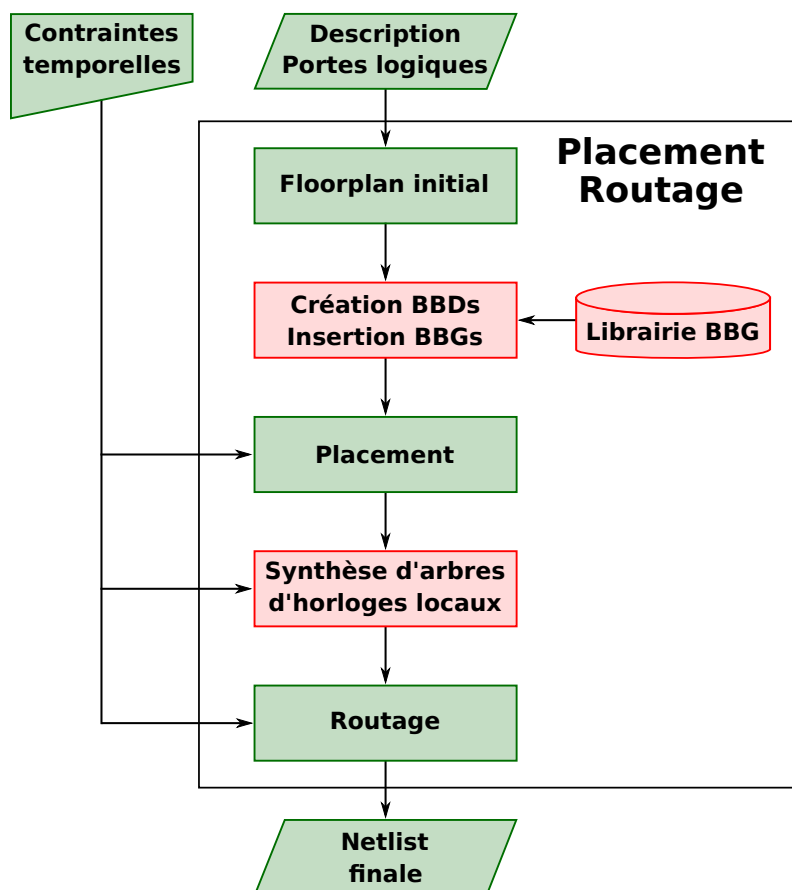 Contraintes
temporelles
Description
Portes logiques
Placement
Routage
Floorplan initial
Création BBDs
Insertion BBGs
Librairie BBG
Placement
Synthèse d'arbres
d'horloges locaux
Routage
Netlist
finale